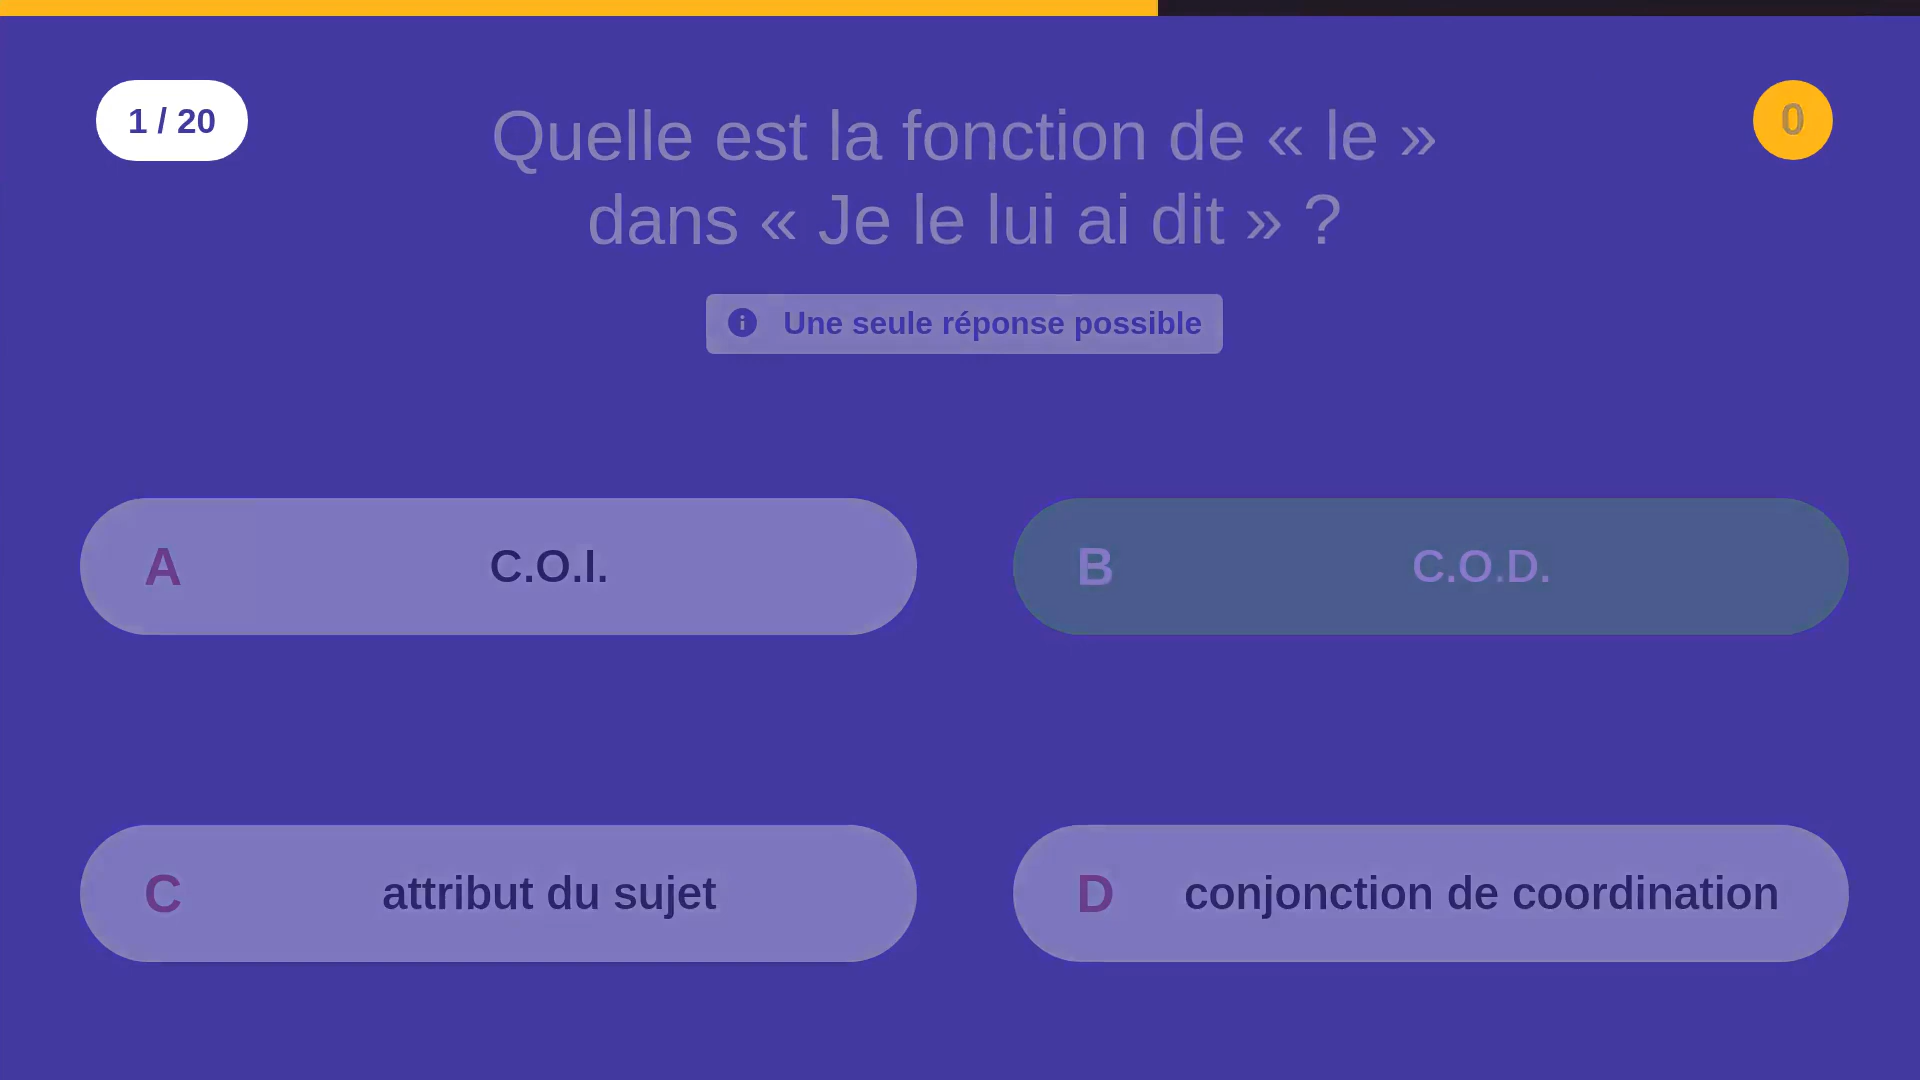 1 / 20
Quelle est la fonction de « le »
dans « Je le lui ai dit » ?
0
Une seule réponse possible
A C.O.I.
B C.O.D.
C attribut du sujet
D conjonction de coordination